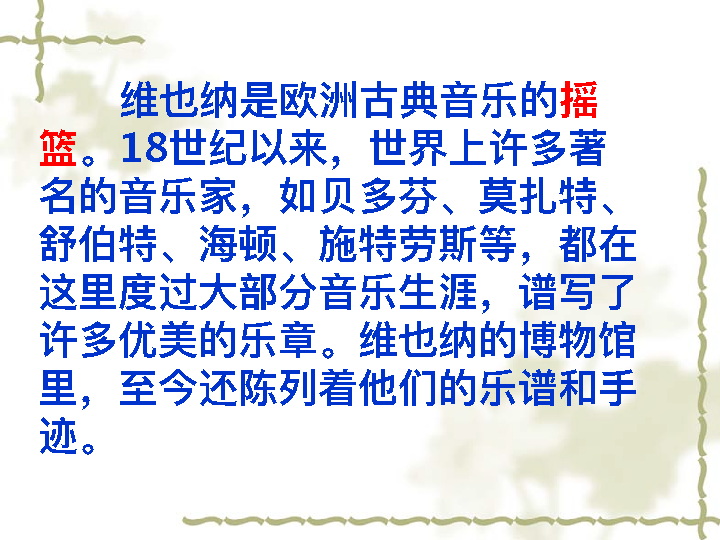 维也纳是欧洲古典音乐的摇
篮。18世纪以来，世界上许多著
名的音乐家，如贝多芬、莫扎特、
舒伯特、海顿、施特劳斯等，都在
这里度过大部分音乐生涯，谱写了
许多优美的乐章。维也纳的博物馆
里，至今还陈列着他们的乐谱和手
迹。